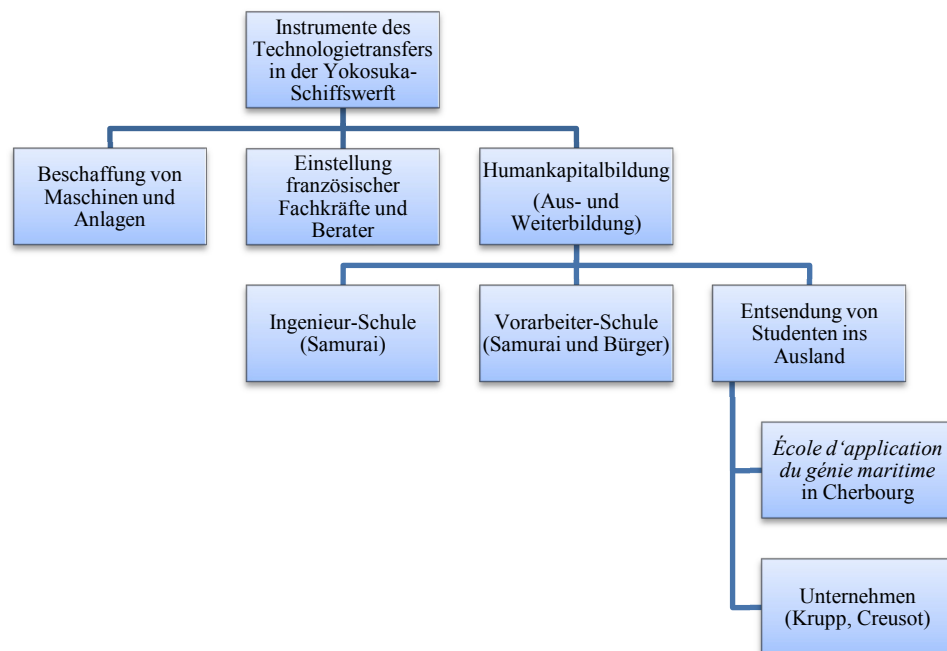 Instrumente des
Technologietransfers
in der Yokosuka-
Schiffswerft
Beschaffung von
Maschinen und
Anlagen
Einstellung
französischer
Fachkräfte und
Berater
Humankapitalbildung
(Aus- und
Weiterbildung)
Ingenieur-Schule
(Samurai)
Vorarbeiter-Schule
(Samurai und Bürger)
Entsendung von
Studenten ins
Ausland
École d‘application
du génie maritime
in Cherbourg
Unternehmen
(Krupp, Creusot)